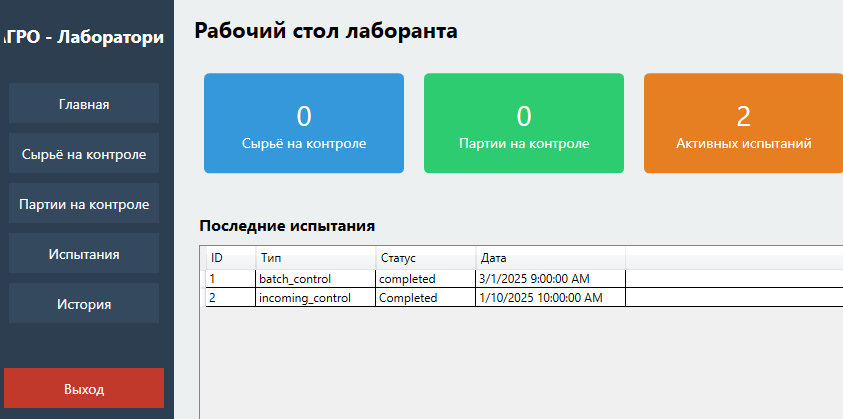 АГРО - Лаборатори
Рабочий стол лаборанта
Главная
Сырьё на контроле
Партии на контроле
Испытания
История
Выход
0
Сырьё на контроле
0
Партии на контроле
2
Активных испытаний
Последние испытания
ID Тип Статус Дата
1 batch_control completed 3/1/2025 9:00:00 AM
2 incoming_control Completed 1/10/2025 10:00:00 AM